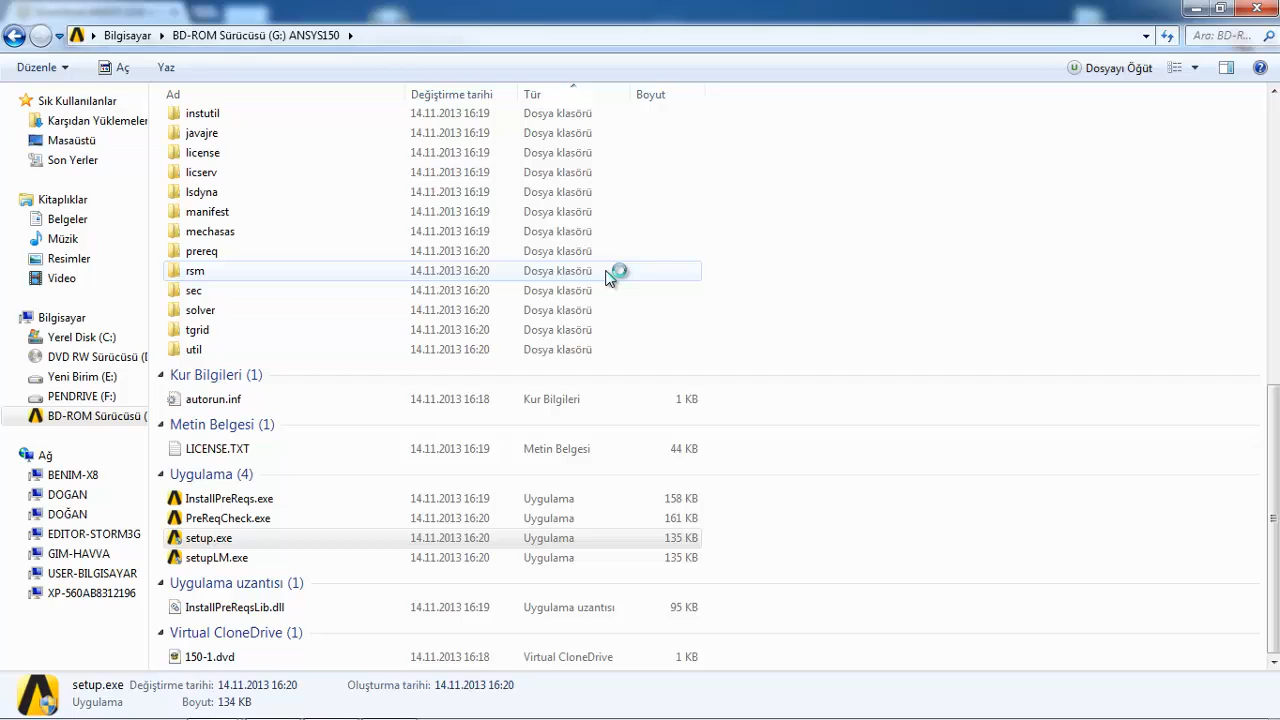 Bilgisayar BD-ROM Sürücüsü (G:) ANSYS150 Ara: BD-R...
Düzenle Aç Yaz Dosyayı Öğüt
Sık Kullanılanlar
Karşıdan Yüklemeler
Masaüstü
Son Yerler
Kitaplıklar
Belgeler
Müzik
Resimler
Video
Bilgisayar
Yerel Disk (C:)
DVD RW Sürücüsü (
Yeni Birim (E:)
PENDRIVE (F:)
BD-ROM Sürücüsü (
Ağ
BENIM-X8
DOGAN
DOĞAN
EDITOR-STORM3G
GIM-HAVVA
USER-BILGISAYAR
XP-560AB8312196
Ad Değiştirme tarihi Tür Boyut
instutil 14.11.2013 16:19 Dosya klasörü
javajre 14.11.2013 16:19 Dosya klasörü
license 14.11.2013 16:19 Dosya klasörü
licserv 14.11.2013 16:19 Dosya klasörü
lsdyna 14.11.2013 16:19 Dosya klasörü
manifest 14.11.2013 16:19 Dosya klasörü
mechasas 14.11.2013 16:19 Dosya klasörü
prereq 14.11.2013 16:20 Dosya klasörü
rsm 14.11.2013 16:20 Dosya klasörü
sec 14.11.2013 16:20 Dosya klasörü
solver 14.11.2013 16:20 Dosya klasörü
tgrid 14.11.2013 16:20 Dosya klasörü
util 14.11.2013 16:20 Dosya klasörü
Kur Bilgileri (1)
autorun.inf 14.11.2013 16:18 Kur Bilgileri 1 KB
Metin Belgesi (1)
LICENSE.TXT 14.11.2013 16:19 Metin Belgesi 44 KB
Uygulama (4)
InstallPreReqs.exe 14.11.2013 16:19 Uygulama 158 KB
PreReqCheck.exe 14.11.2013 16:20 Uygulama 161 KB
setup.exe 14.11.2013 16:20 Uygulama 135 KB
setupLM.exe 14.11.2013 16:20 Uygulama 135 KB
Uygulama uzantısı (1)
InstallPreReqsLib.dll 14.11.2013 16:19 Uygulama uzantısı 95 KB
Virtual CloneDrive (1)
150-1.dvd 14.11.2013 16:18 Virtual CloneDrive 1 KB
setup.exe Değiştirme tarihi: 14.11.2013 16:20 Oluşturma tarihi: 14.11.2013 16:20
Uygulama Boyut: 134 KB